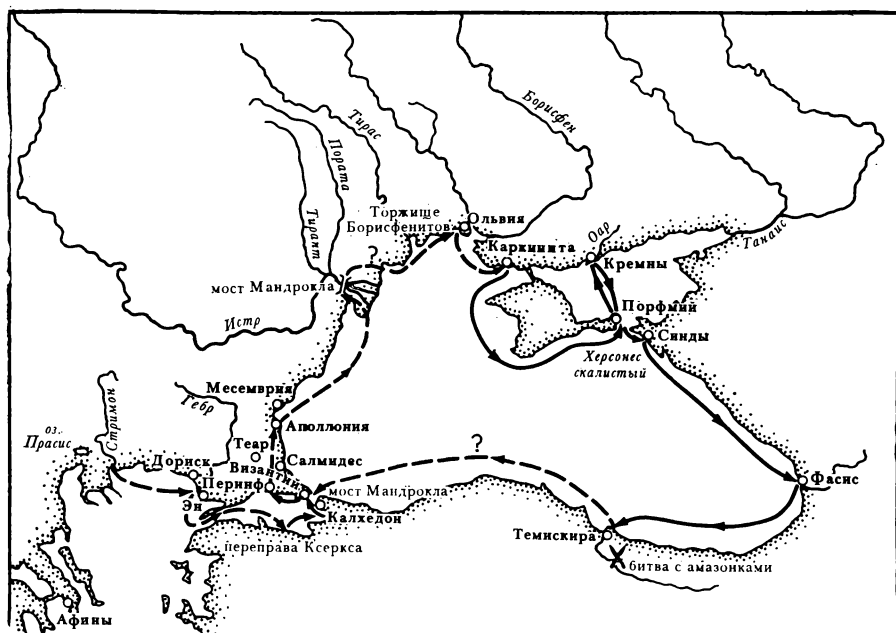 Борисфен
Тирас
Пората
Тирант
Торжище
Борисфенитов
Ольвия
Каркинита
Оар
Кремны
Танаис
?
мост Мандрокла
Истр
Порфмий
Синды
Херсонес
скалистый
Месемврия
Гебр
Аполлония
оз.
Прасис
Стримон
Теар
Дориск
Византий
Салмидес
Перинф
Эн
мост Мандрокла
Калхедон
переправа Ксеркса
?
Фасис
Темискира
битва с амазонками
Афины